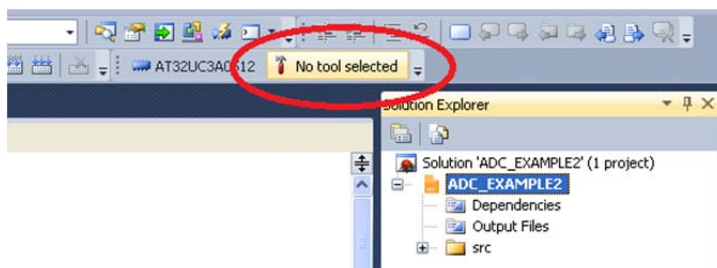 AT32UC3A0512
No tool selected
Solution Explorer
Solution 'ADC_EXAMPLE2' (1 project)
ADC_EXAMPLE2
Dependencies
Output Files
src